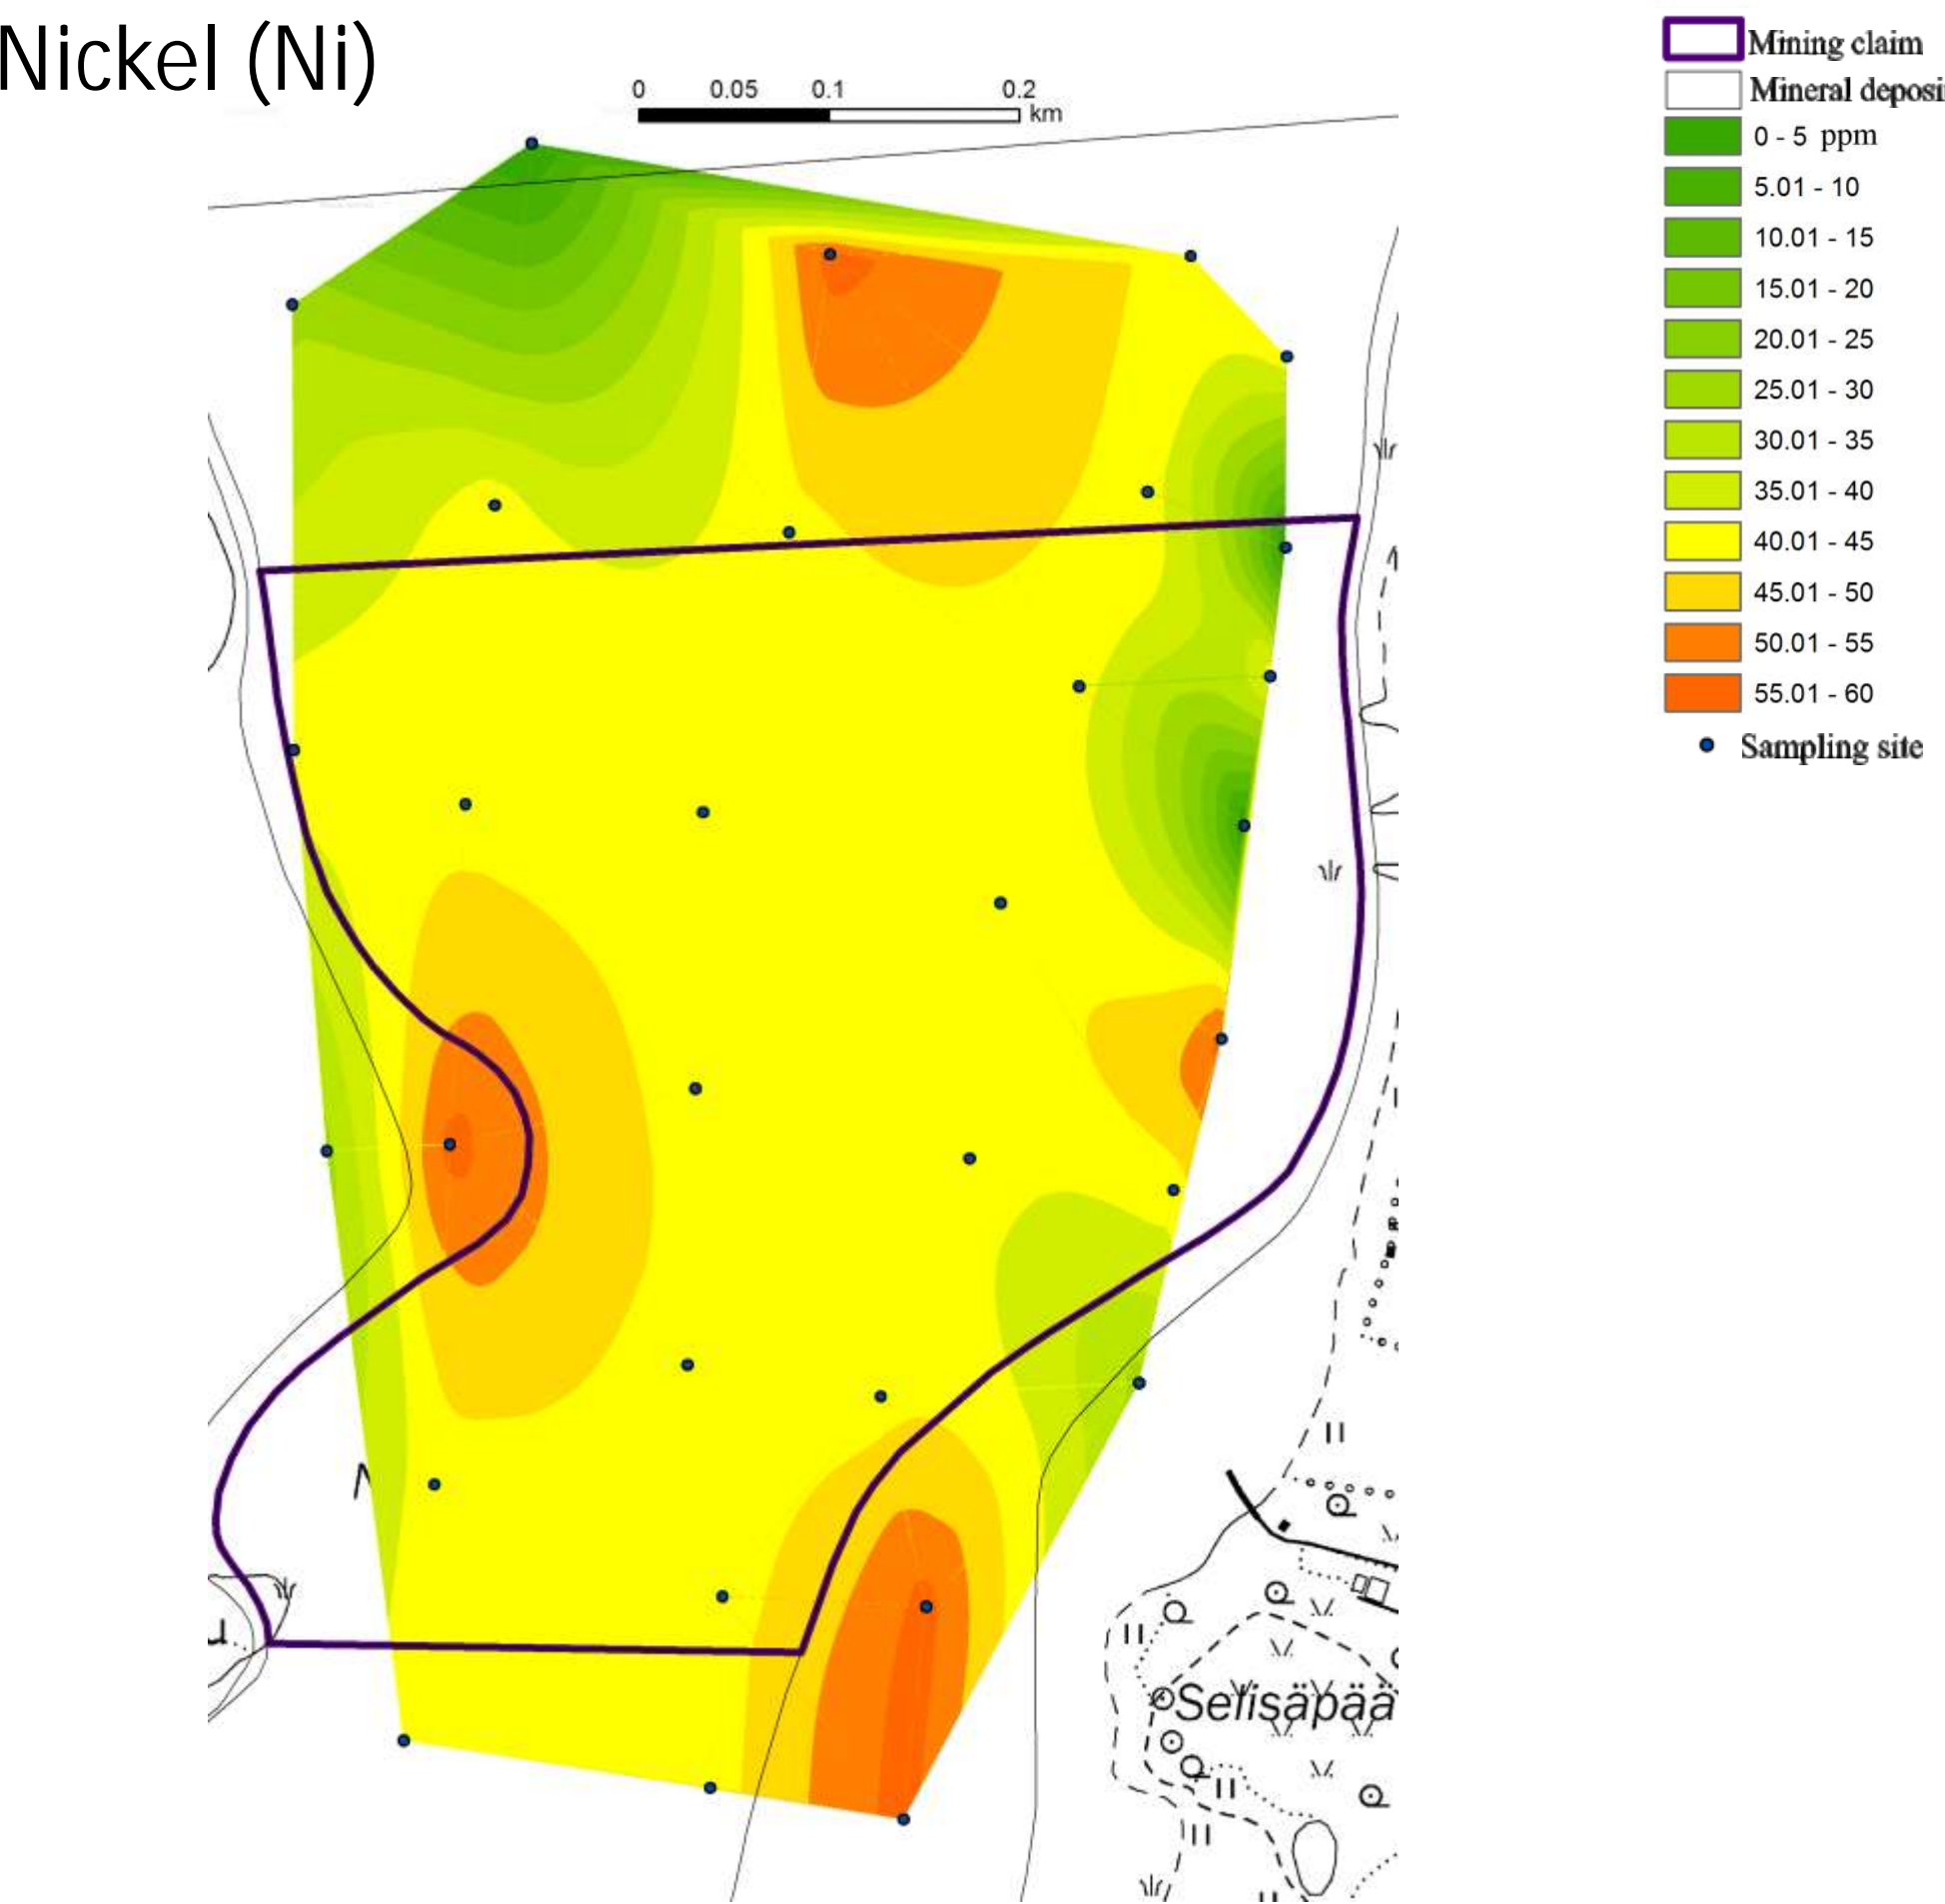 Nickel (Ni)
0 0.05 0.1 0.2
km
Mining claim
Mineral deposi
0 - 5 ppm
5.01 - 10
10.01 - 15
15.01 - 20
20.01 - 25
25.01 - 30
30.01 - 35
35.01 - 40
40.01 - 45
45.01 - 50
50.01 - 55
55.01 - 60
Sampling site
Selisäpää